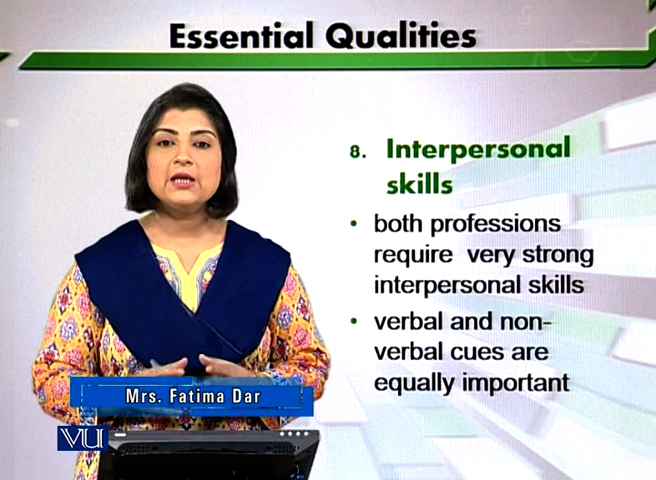 Essential Qualities
8. Interpersonal
skills
• both professions
require very strong
interpersonal skills
• verbal and non-
verbal cues are
equally important
Mrs. Fatima Dar
VU